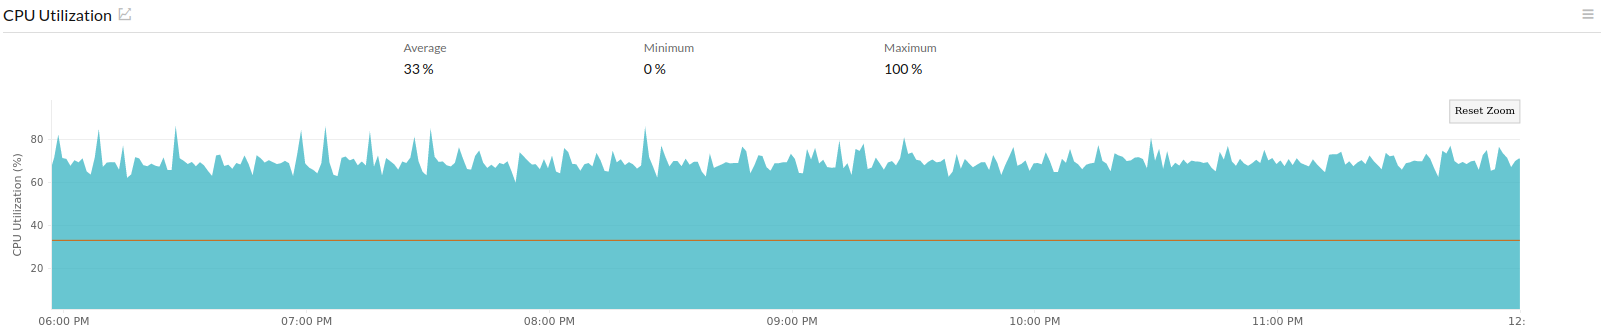 CPU Utilization
Average Minimum Maximum
33 % 0 % 100 %
Reset Zoom
CPU Utilization (%)
80
60
40
20
06:00 PM 07:00 PM 08:00 PM 09:00 PM 10:00 PM 11:00 PM 12: